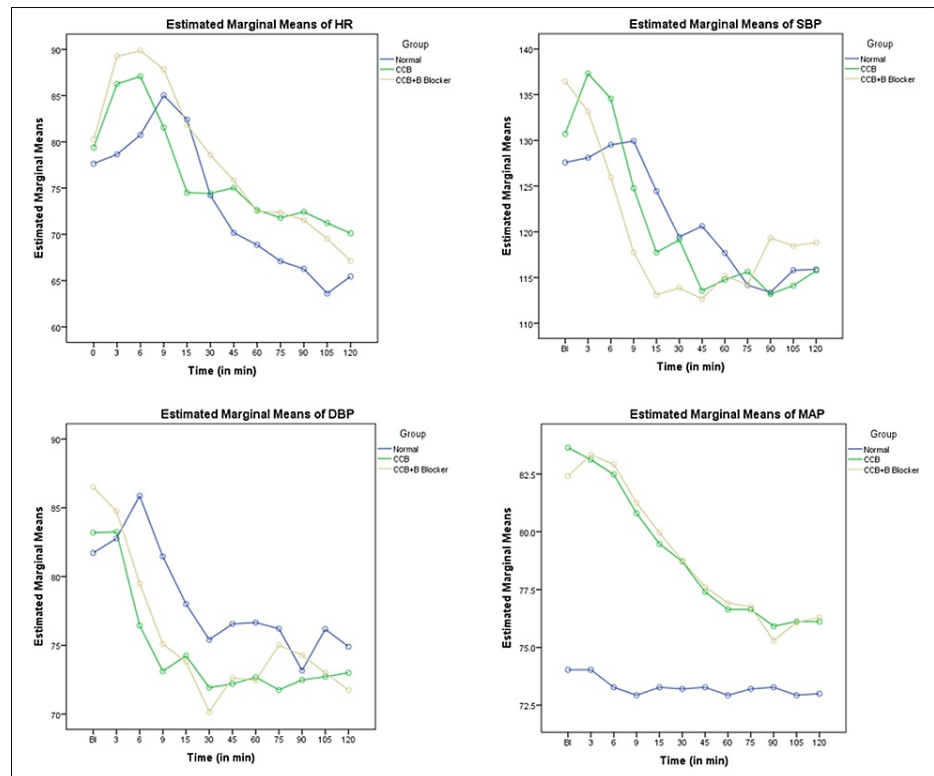 Estimated Marginal Means of HR
Group
Normal
CCB
CCB+B Blocker
Estimated Marginal Means
90
85
80
75
70
65
60
0 3 6 9 15 30 45 60 75 90 105 120
Time (in min)
Estimated Marginal Means of SBP
Group
Normal
CCB
CCB+B Blocker
Estimated Marginal Means
140
135
130
125
120
115
110
BI 3 6 9 15 30 45 60 75 90 105 120
Time (in min)
Estimated Marginal Means of DBP
Group
Normal
CCB
CCB+B Blocker
Estimated Marginal Means
90
85
80
75
70
BI 3 6 9 15 30 45 60 75 90 105 120
Time (in min)
Estimated Marginal Means of MAP
Group
Normal
CCB
CCB+B Blocker
Estimated Marginal Means
82.5
80.0
77.5
75.0
72.5
BI 3 6 9 15 30 45 60 75 90 105 120
Time (in min)